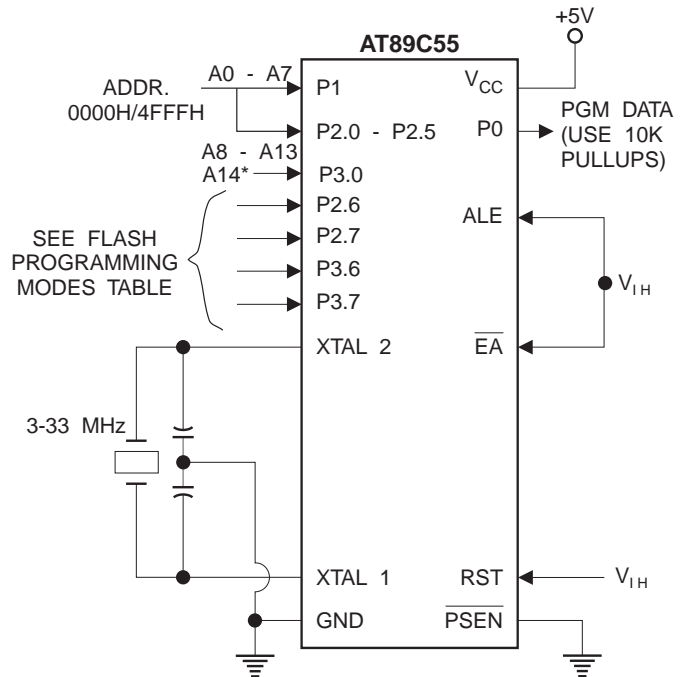 +5V
AT89C55
ADDR.
0000H/4FFFH
A0 - A7
P1
VCC
P2.0 - P2.5
P0
PGM DATA
(USE 10K
PULLUPS)
A8 - A13
A14*
P3.0
P2.6
ALE
SEE FLASH
PROGRAMMING
MODES TABLE
P2.7
P3.6
P3.7
VIH
XTAL 2
EA
3-33 MHz
XTAL 1
RST
VIH
GND
PSEN